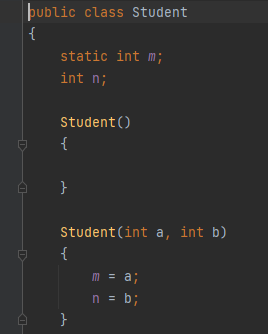 public class Student
{
    static int m;
    int n;

    Student()
    {

    }

    Student(int a, int b)
    {
        m = a;
        n = b;
    }